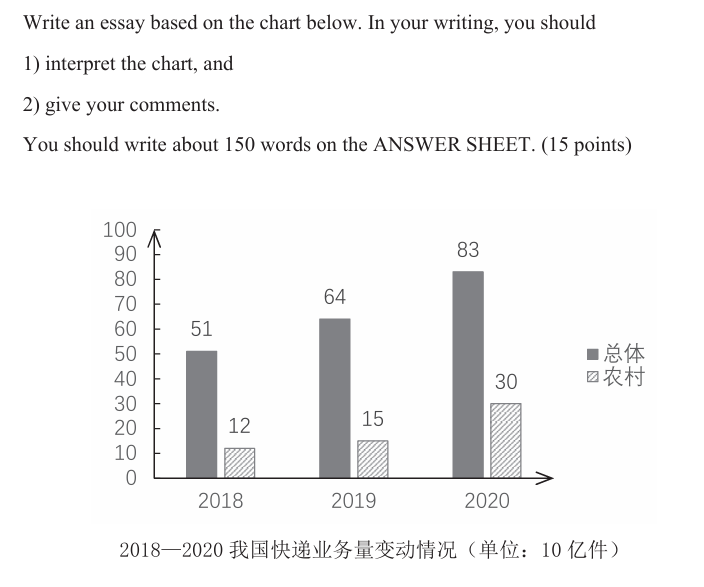 Write an essay based on the chart below. In your writing, you should
1) interpret the chart, and
2) give your comments.
You should write about 150 words on the ANSWER SHEET. (15 points)
100
90
80
70
60
50
40
30
20
10
0
51
12
64
15
83
30
2018
2019
2020
总体
农村
2018—2020 我国快递业务量变动情况（单位：10 亿件）